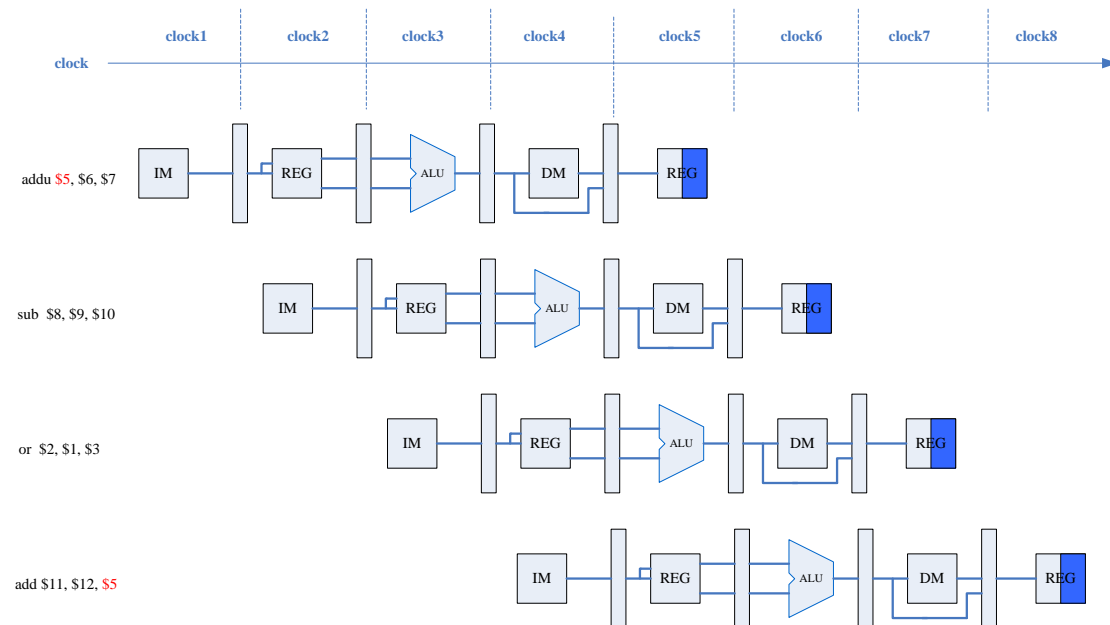 clock1 clock2 clock3 clock4 clock5 clock6 clock7 clock8
clock
addu $5, $6, $7 IM REG ALU DM REG
sub $8, $9, $10 IM REG ALU DM REG
or $2, $1, $3 IM REG ALU DM REG
add $11, $12, $5 IM REG ALU DM REG